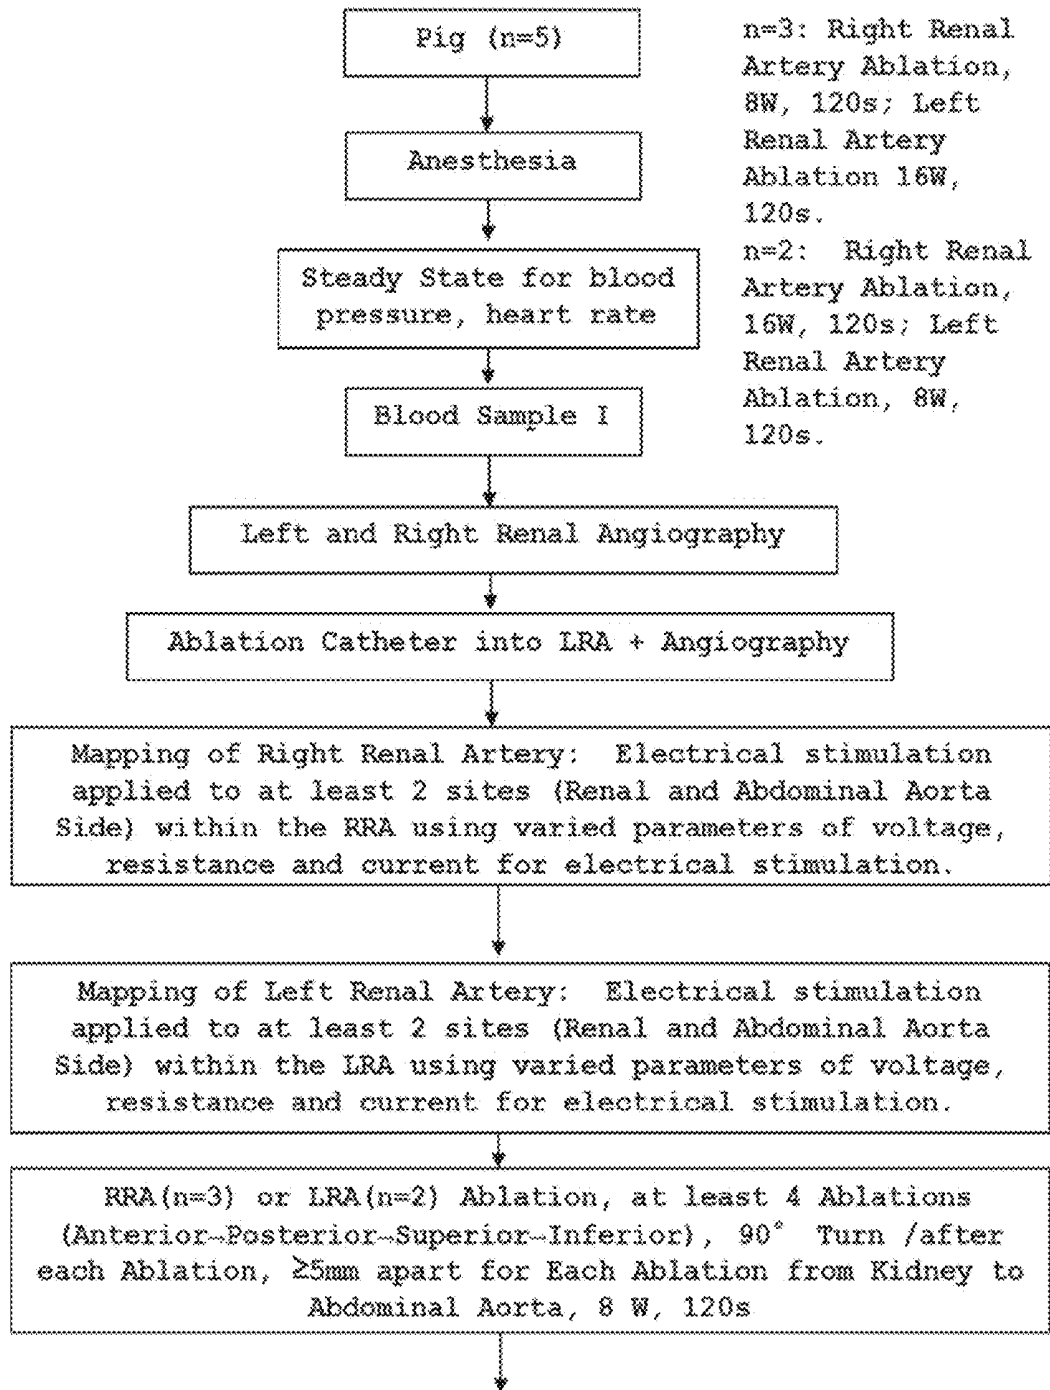 Pig (n=5)
Anesthesia
Steady State for blood
pressure, heart rate
Blood Sample I
n=3: Right Renal
Artery Ablation,
8W, 120s; Left
Renal Artery
Ablation 16W,
120s.
n=2: Right Renal
Artery Ablation,
16W, 120s; Left
Renal Artery
Ablation, 8W,
120s.
Left and Right Renal Angiography
Ablation Catheter into LRA + Angiography
Mapping of Right Renal Artery: Electrical stimulation
applied to at least 2 sites (Renal and Abdominal Aorta
Side) within the RRA using varied parameters of voltage,
resistance and current for electrical stimulation.
Mapping of Left Renal Artery: Electrical stimulation
applied to at least 2 sites (Renal and Abdominal Aorta
Side) within the LRA using varied parameters of voltage,
resistance and current for electrical stimulation.
RRA(n=3) or LRA(n=2) Ablation, at least 4 Ablations
(Anterior→Posterior→Superior→Inferior), 90° Turn /after
each Ablation, ≥5mm apart for Each Ablation from Kidney to
Abdominal Aorta, 8 W, 120s